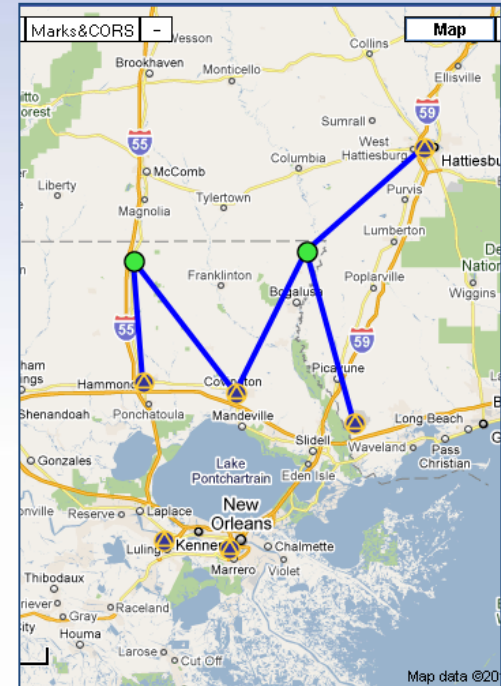 Marks&CORS
-
Map
Wesson
Collins
Brookhaven
Monticello
Ellisville
59
55
Sumrall
West
Hattiesburg
Columbia
McComb
Liberty
Tylertown
Purvis
Magnolia
Lumberton
Franklinton
Poplarville
Bogalusa
Wiggins
55
59
Picayune
Hammond
Covington
Ponchatoula
Mandeville
Long Beach
Shenandoah
Slidell
Waveland
Pass
Christian
Gonzales
Lake
Pontchartrain
Eden Isle
New
Orleans
Reserve
Laplace
Luling
Kenner
Chalmette
Marrero
Violet
Thibodaux
Raceland
Gray
Houma
Larose
Cut Off
Map data ©20